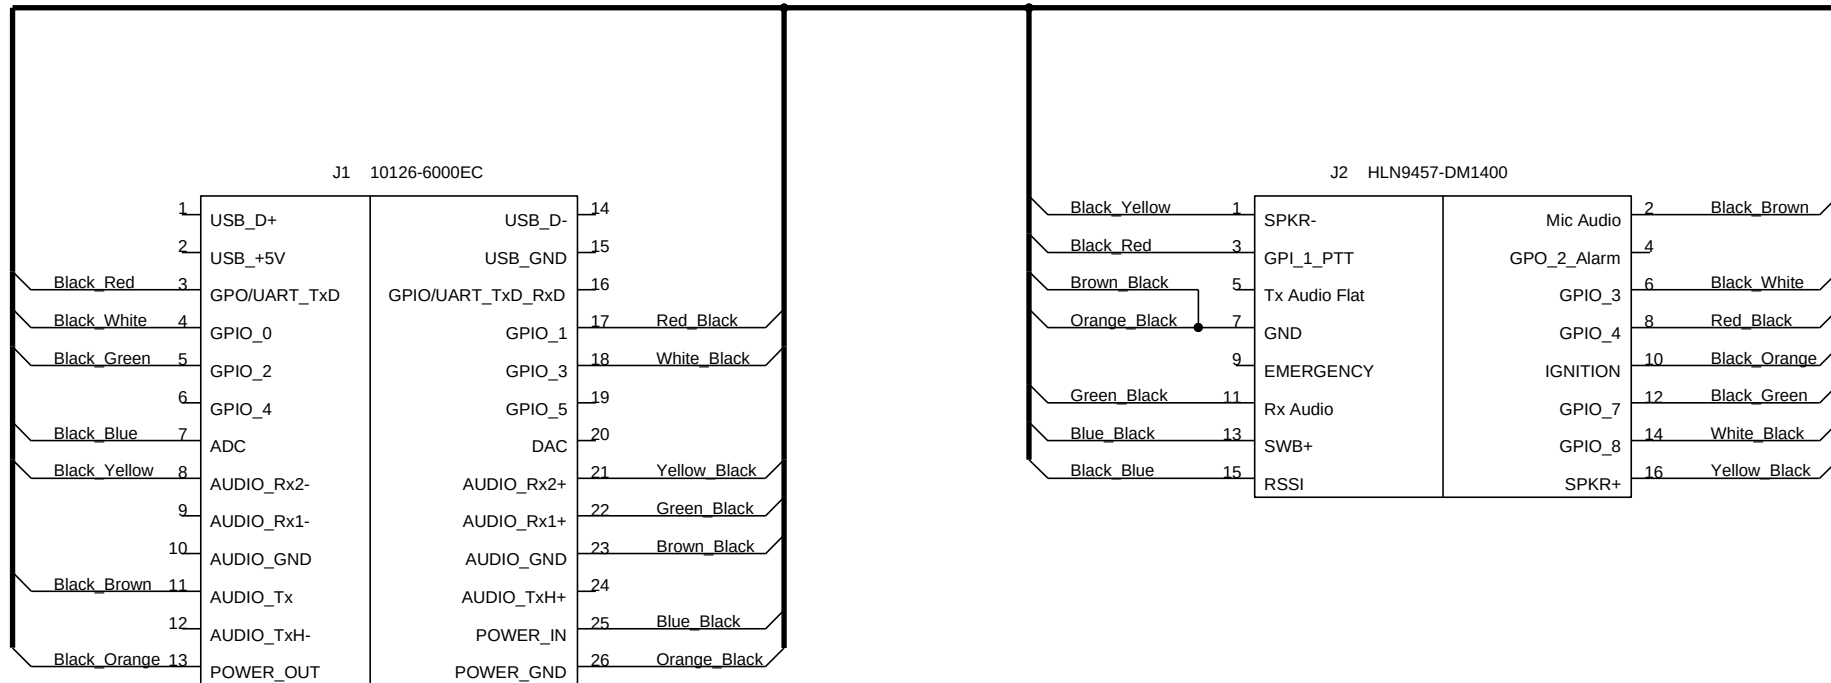 J1 10126-6000EC
1 USB_D+ USB_D- 14
2 USB_+5V USB_GND 15
Black_Red 3 GPO/UART_TxD GPIO/UART_TxD_RxD 16
Black_White 4 GPIO_0 GPIO_1 17 Red_Black
Black_Green 5 GPIO_2 GPIO_3 18 White_Black
6 GPIO_4 GPIO_5 19
Black_Blue 7 ADC DAC 20
Black_Yellow 8 AUDIO_Rx2- AUDIO_Rx2+ 21 Yellow_Black
9 AUDIO_Rx1- AUDIO_Rx1+ 22 Green_Black
10 AUDIO_GND AUDIO_GND 23 Brown_Black
Black_Brown 11 AUDIO_Tx AUDIO_TxH+ 24
12 AUDIO_TxH- POWER_IN 25 Blue_Black
Black_Orange 13 POWER_OUT POWER_GND 26 Orange_Black
J2 HLN9457-DM1400
Black_Yellow 1 SPKR- Mic Audio 2 Black_Brown
Black_Red 3 GPI_1_PTT GPO_2_Alarm 4
Brown_Black 5 Tx Audio Flat GPIO_3 6 Black_White
Orange_Black 7 GND GPIO_4 8 Red_Black
9 EMERGENCY IGNITION 10 Black_Orange
Green_Black 11 Rx Audio GPIO_7 12 Black_Green
Blue_Black 13 SWB+ GPIO_8 14 White_Black
Black_Blue 15 RSSI SPKR+ 16 Yellow_Black